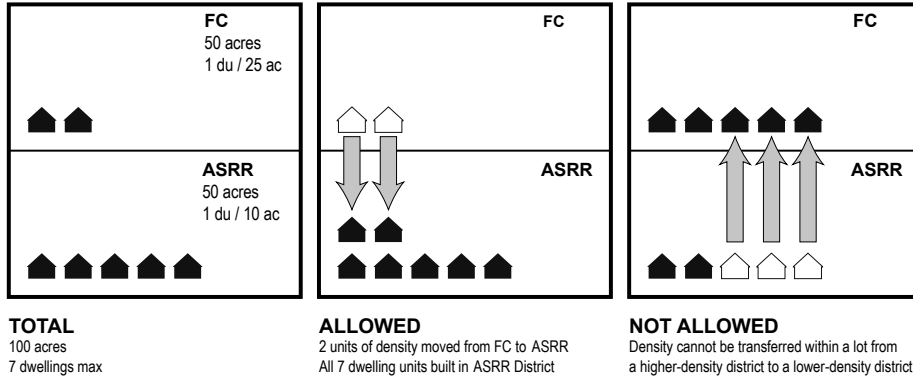 FC
50 acres
1 du / 25 ac
ASRR
50 acres
1 du / 10 ac
TOTAL
100 acres
7 dwellings max
FC
ASRR
ALLOWED
2 units of density moved from FC to ASRR
All 7 dwelling units built in ASRR District
FC
ASRR
NOT ALLOWED
Density cannot be transferred within a lot from
a higher-density district to a lower-density district